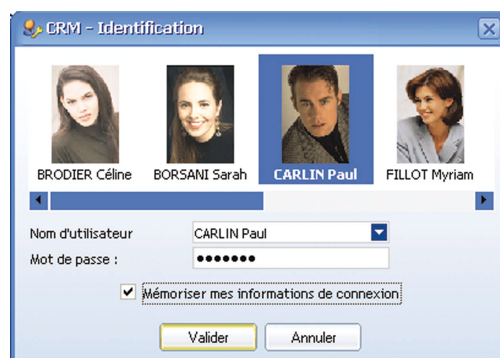 CRM - Identification
BRODIER Céline BORSANI Sarah CARLIN Paul FILLOT Myriam
Nom d'utilisateur CARLIN Paul
Mot de passe : •••••••
Mémoriser mes informations de connexion
Valider Annuler